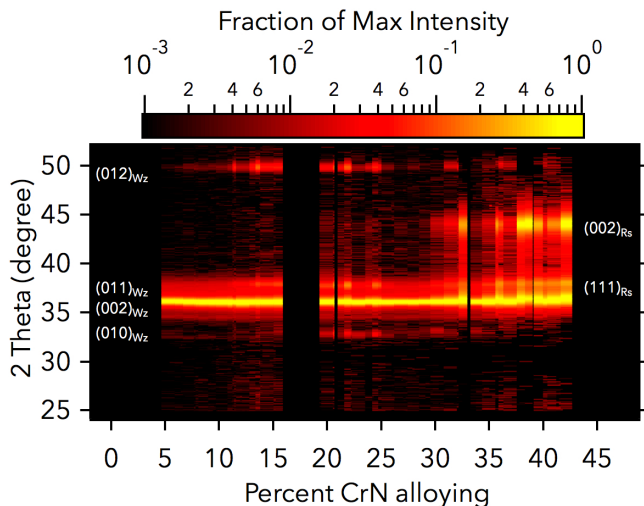 Fraction of Max Intensity
10^-3 10^-2 10^-1 10^0
2 4 6 2 4 6 2 4 6
50
45
40
35
30
25
2 Theta (degree)
(012)Wz
(011)Wz
(002)Wz
(010)Wz
(002)Rs
(111)Rs
0 5 10 15 20 25 30 35 40 45
Percent CrN alloying